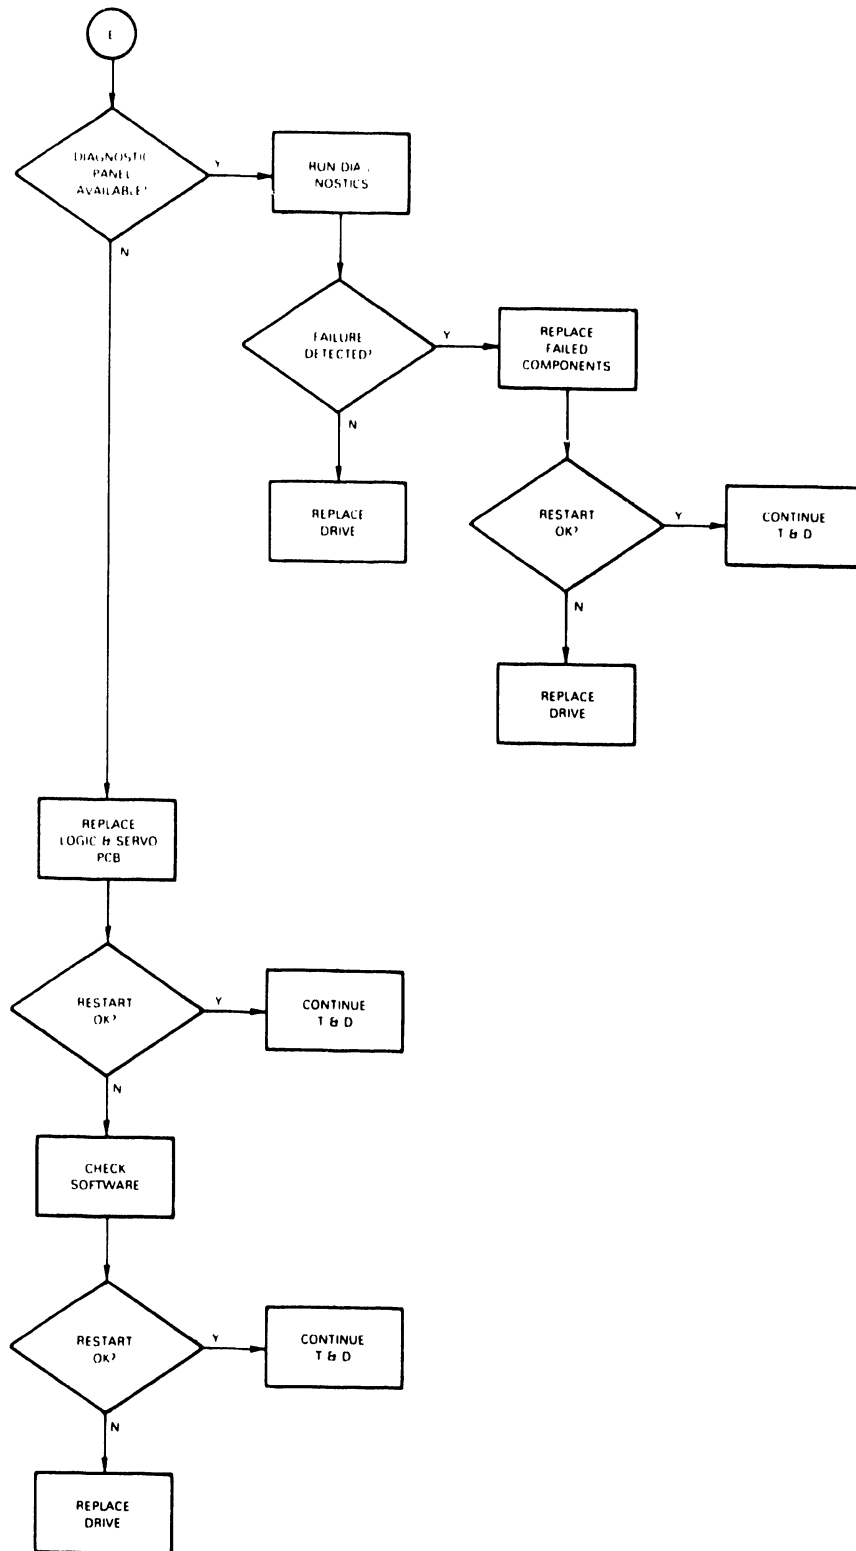 E
DIAGNOSTIC
PANEL
AVAILABLE?
Y
RUN DIA
NOSTICS
N
FAILURE
DETECTED?
Y
REPLACE
FAILED
COMPONENTS
N
REPLACE
DRIVE
RESTART
OK?
Y
CONTINUE
T & D
N
REPLACE
DRIVE
REPLACE
LOGIC & SERVO
PCB
RESTART
OK?
Y
CONTINUE
T & D
N
CHECK
SOFTWARE
RESTART
OK?
Y
CONTINUE
T & D
N
REPLACE
DRIVE